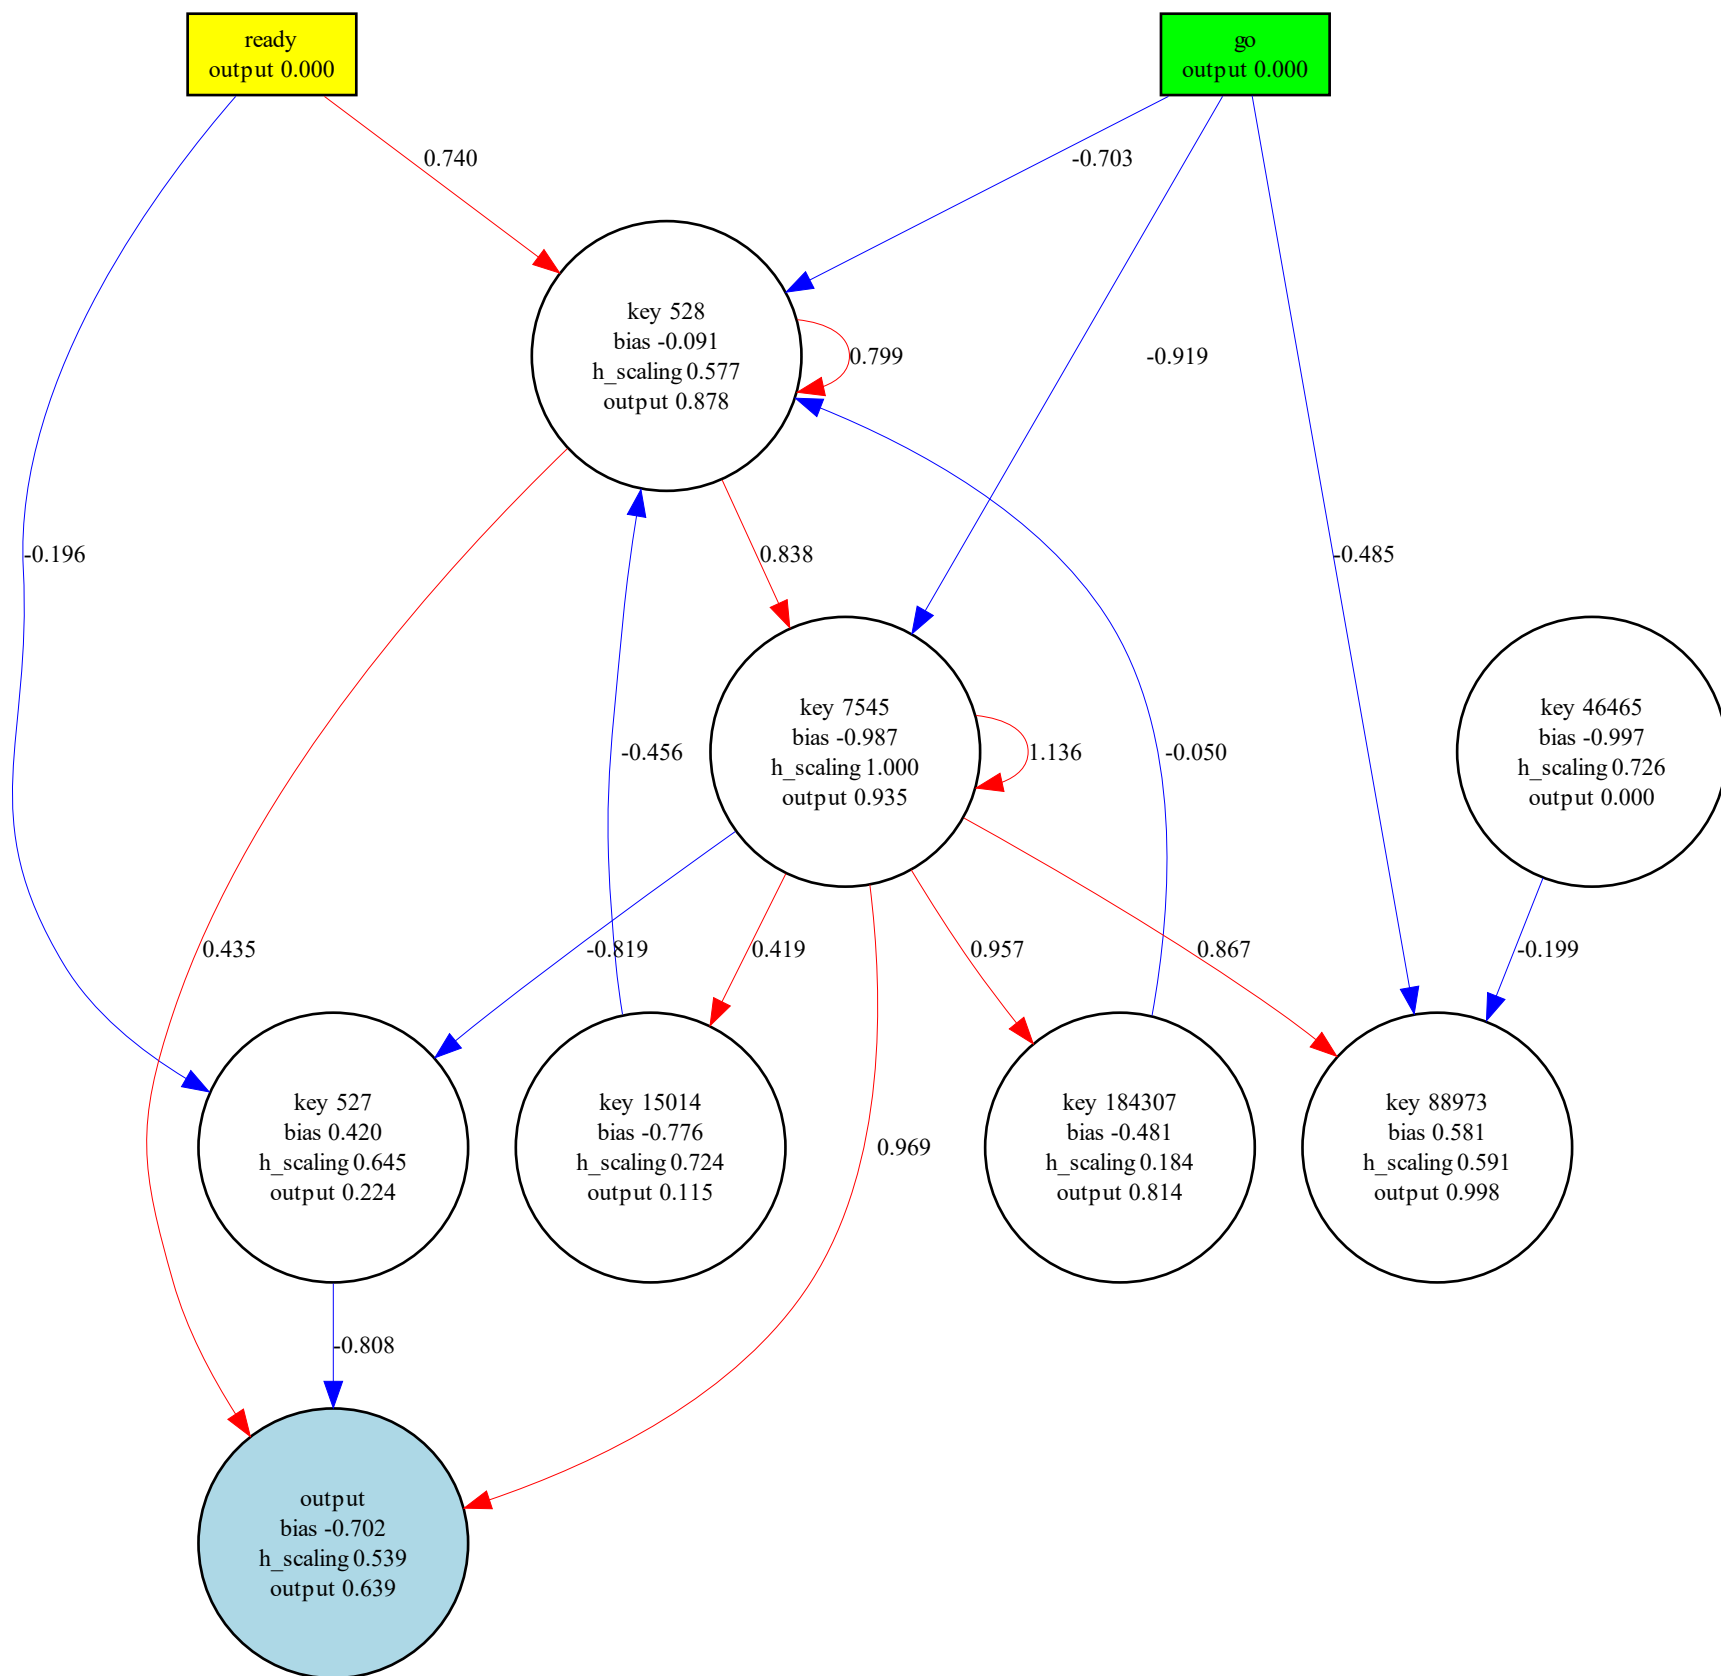 ready
output 0.000
go
output 0.000
0.740
-0.703
key 528
bias -0.091
h_scaling 0.577
output 0.878
0.799
-0.919
-0.196
0.838
-0.485
key 7545
bias -0.987
h_scaling 1.000
output 0.935
1.136
-0.456
-0.050
key 46465
bias -0.997
h_scaling 0.726
output 0.000
0.435
-0.819
0.419
0.957
0.867
-0.199
key 527
bias 0.420
h_scaling 0.645
output 0.224
key 15014
bias -0.776
h_scaling 0.724
output 0.115
0.969
key 184307
bias -0.481
h_scaling 0.184
output 0.814
key 88973
bias 0.581
h_scaling 0.591
output 0.998
-0.808
output
bias -0.702
h_scaling 0.539
output 0.639